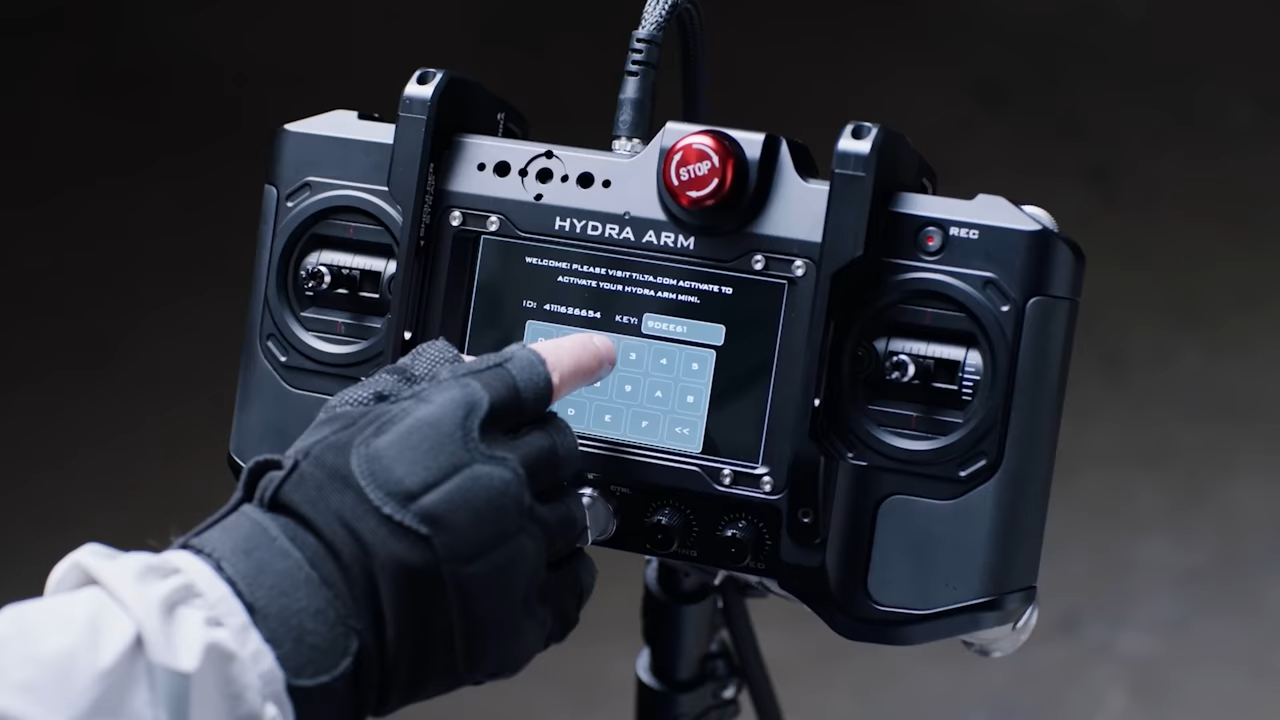 STOP
HYDRA ARM
REC
WELCOME! PLEASE VISIT TILTA.COM ACTIVATE TO
ACTIVATE YOUR HYDRA ARM MINI.
ID: 4111626654 KEY: 9DEE61
3 4 5
9 A B
D E F <<
CTRL